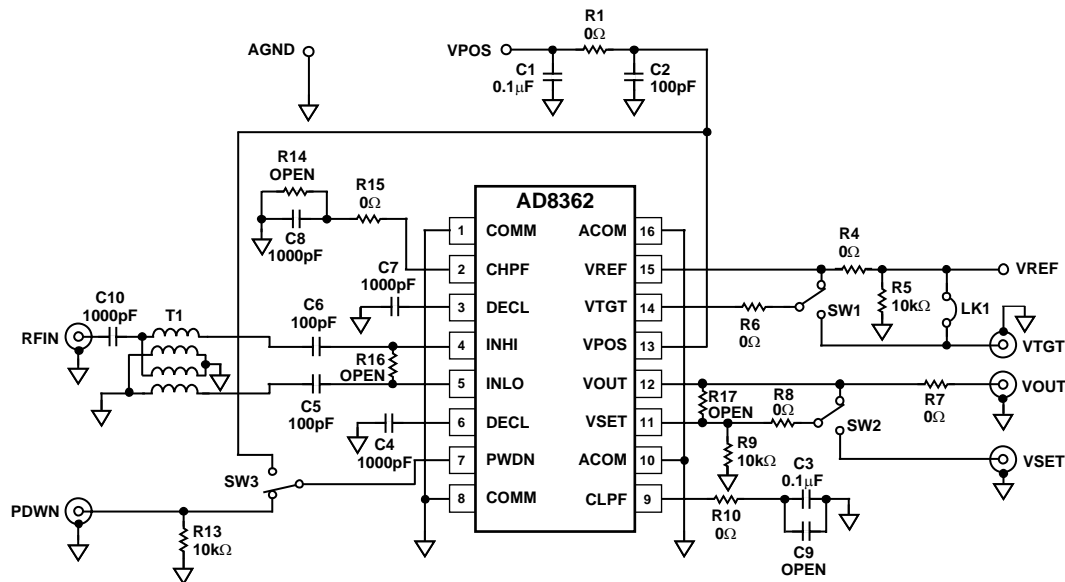 R1
0Ω
AGND
VPOS
C1
0.1µF
C2
100pF
R14
OPEN
R15
0Ω
C8
1000pF
AD8362
1
COMM
ACOM
16
2
CHPF
VREF
15
3
DECL
VTGT
14
4
INHI
VPOS
13
5
INLO
VOUT
12
6
DECL
VSET
11
7
PWDN
ACOM
10
8
COMM
CLPF
9
C7
1000pF
R4
0Ω
VREF
R5
10kΩ
LK1
SW1
R6
0Ω
VTGT
C10
1000pF
T1
C6
100pF
RFIN
R16
OPEN
C5
100pF
VOUT
R7
0Ω
R17
OPEN
R8
0Ω
SW2
C4
1000pF
R9
10kΩ
VSET
SW3
C3
0.1µF
PDWN
R13
10kΩ
R10
0Ω
C9
OPEN